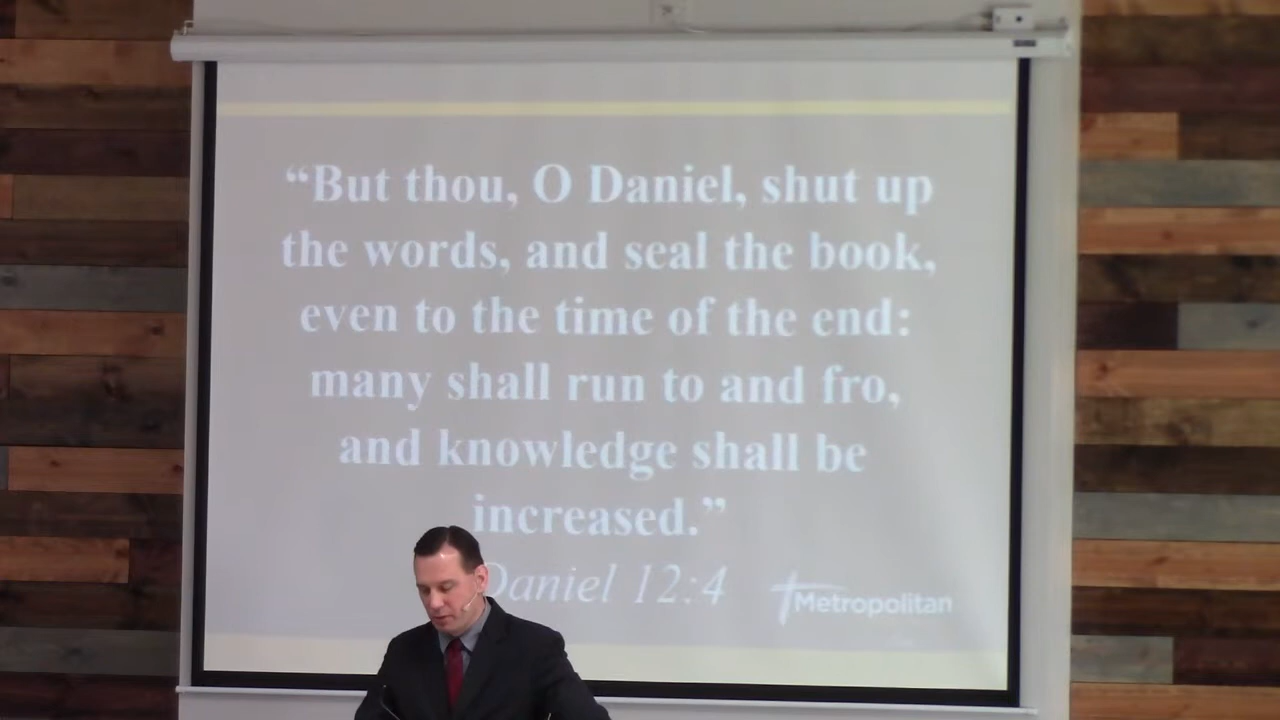 “But thou, O Daniel, shut up
the words, and seal the book,
even to the time of the end:
many shall run to and fro,
and knowledge shall be
increased.”
Daniel 12:4
Metropolitan